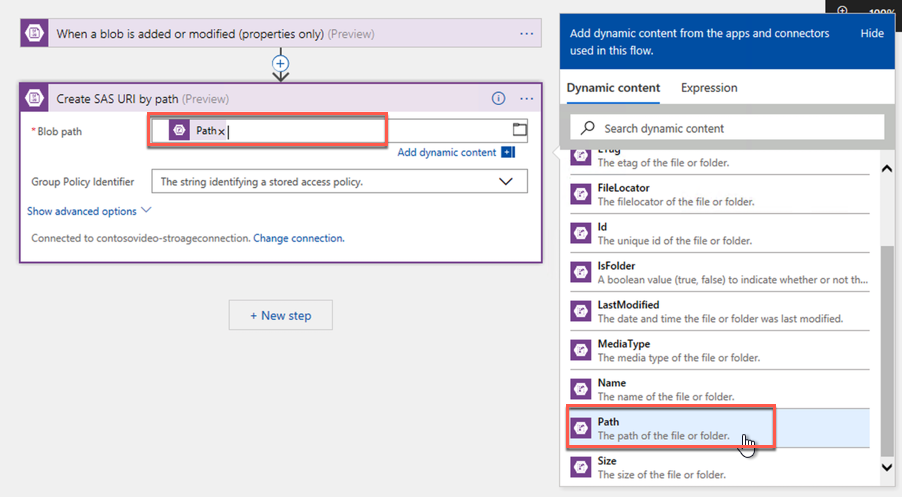 100%
When a blob is added or modified (properties only) (Preview)
Create SAS URI by path (Preview)
* Blob path
Path ×
Add dynamic content
Group Policy Identifier
The string identifying a stored access policy.
Show advanced options
Connected to contosovideo-stroageconnection. Change connection.
+ New step
Add dynamic content from the apps and connectors
used in this flow.
Hide
Dynamic content
Expression
Search dynamic content
ETag
The etag of the file or folder.
FileLocator
The filelocator of the file or folder.
Id
The unique id of the file or folder.
IsFolder
A boolean value (true, false) to indicate whether or not th...
LastModified
The date and time the file or folder was last modified.
MediaType
The media type of the file or folder.
Name
The name of the file or folder.
Path
The path of the file or folder.
Size
The size of the file or folder.